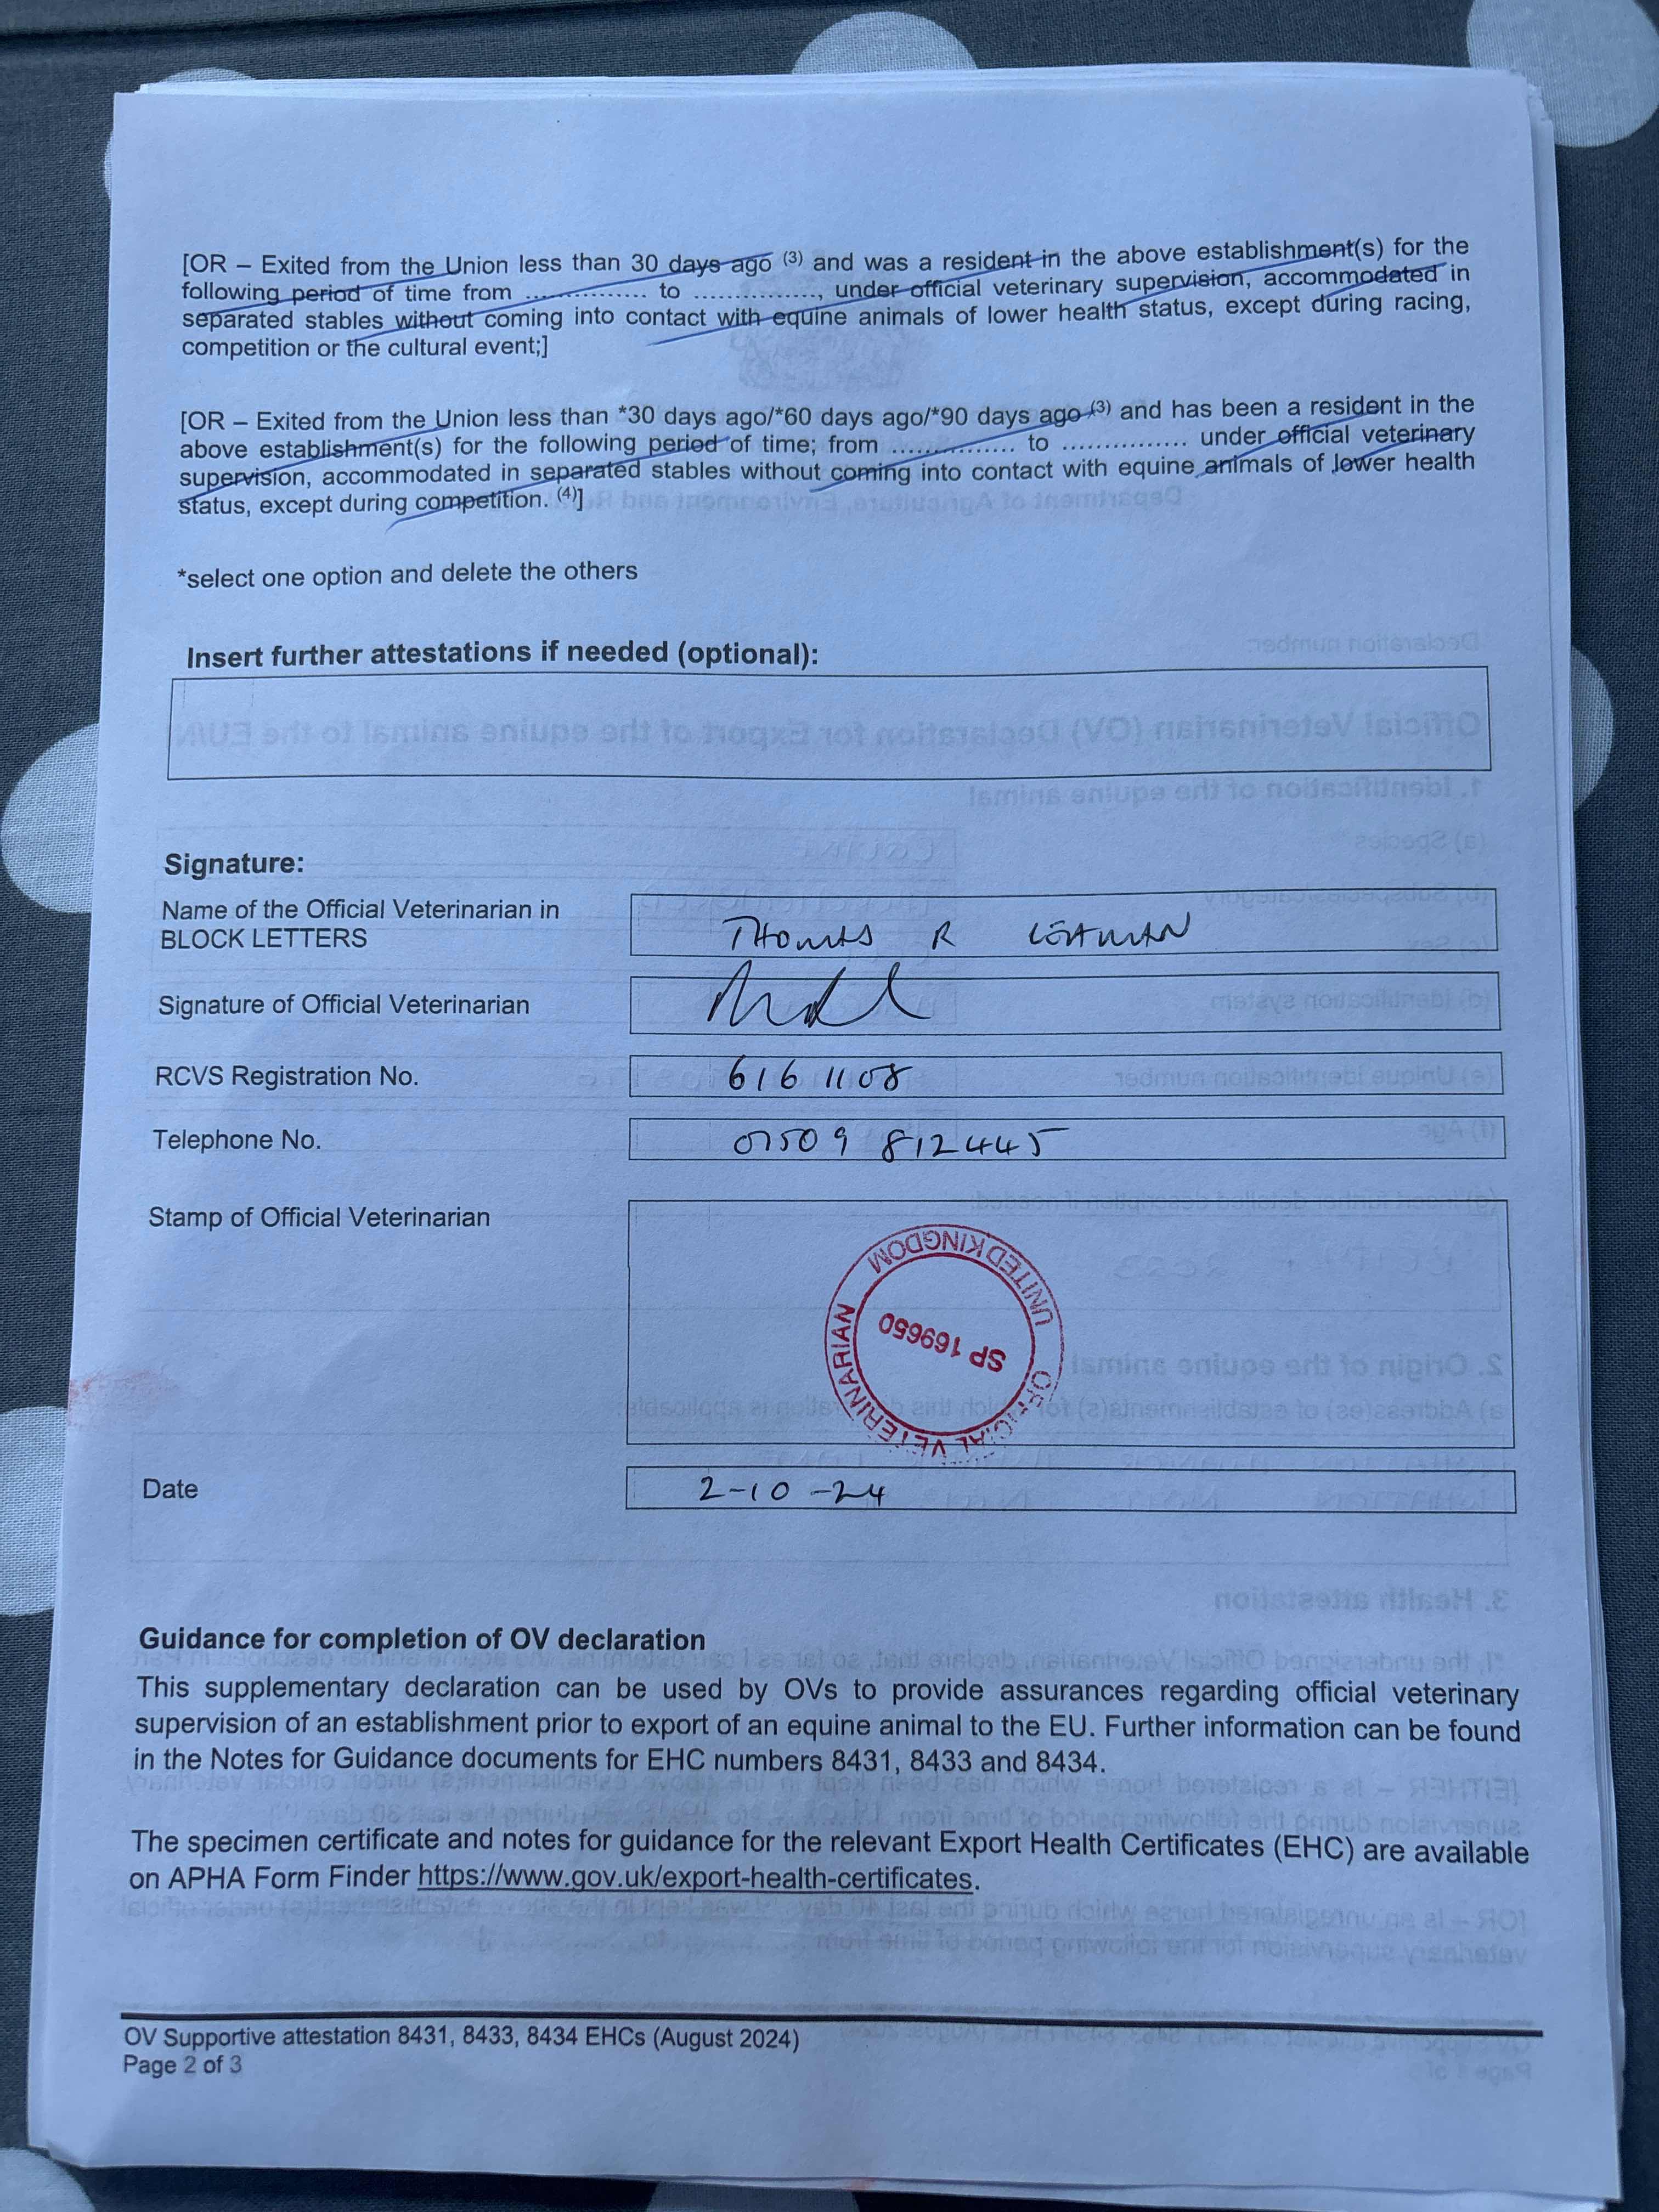 [OR – Exited from the Union less than 30 days ago (3) and was a resident in the above establishment(s) for the
following period of time from .............. to ..............., under official veterinary supervision, accommodated in
separated stables without coming into contact with equine animals of lower health status, except during racing,
competition or the cultural event;]
[OR – Exited from the Union less than *30 days ago/*60 days ago/*90 days ago (3) and has been a resident in the
above establishment(s) for the following period of time; from ............... to ............... under official veterinary
supervision, accommodated in separated stables without coming into contact with equine animals of lower health
status, except during competition. (4)]
*select one option and delete the others
Insert further attestations if needed (optional):
Signature:
Name of the Official Veterinarian in
BLOCK LETTERS
THOMAS R
Signature of Official Veterinarian
RCVS Registration No.
6161108
Telephone No.
07509 812445
Stamp of Official Veterinarian
UNITED KINGDOM
SP 169650
OFFICIAL VETERINARIAN
Date
2-10-24
Guidance for completion of OV declaration
This supplementary declaration can be used by OVs to provide assurances regarding official veterinary
supervision of an establishment prior to export of an equine animal to the EU. Further information can be found
in the Notes for Guidance documents for EHC numbers 8431, 8433 and 8434.
The specimen certificate and notes for guidance for the relevant Export Health Certificates (EHC) are available
on APHA Form Finder https://www.gov.uk/export-health-certificates.
OV Supportive attestation 8431, 8433, 8434 EHCs (August 2024)
Page 2 of 3